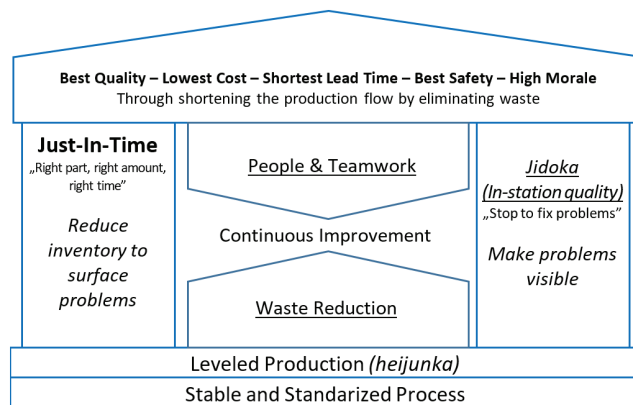 Best Quality – Lowest Cost – Shortest Lead Time – Best Safety – High Morale
Through shortening the production flow by eliminating waste
Just-In-Time
„Right part, right amount,
right time”
Reduce
inventory to
surface
problems
People & Teamwork
Continuous Improvement
Waste Reduction
Jidoka
(In-station quality)
„Stop to fix problems”
Make problems
visible
Leveled Production (heijunka)
Stable and Standarized Process